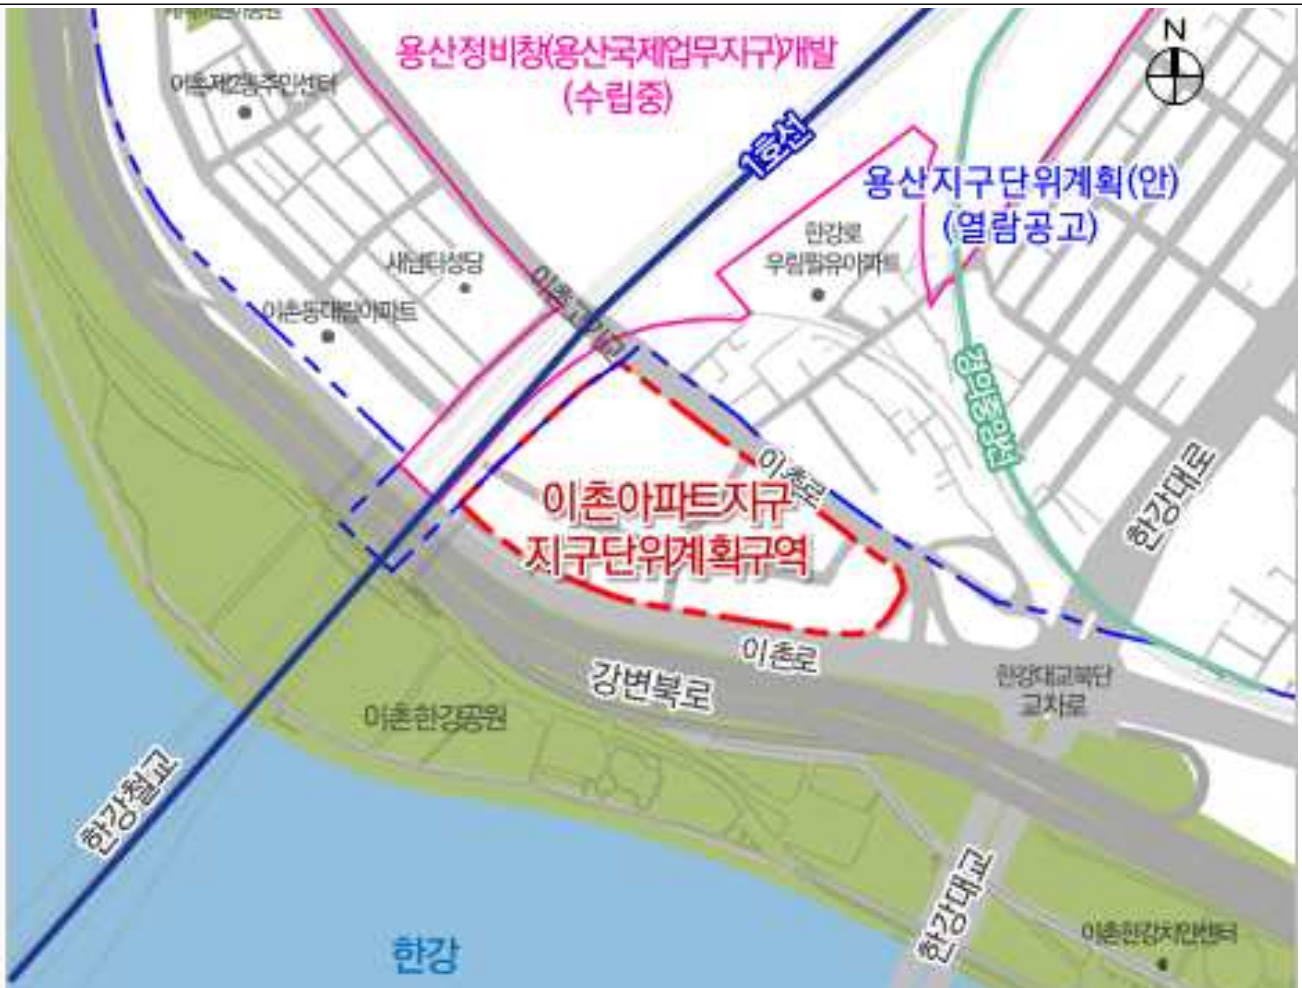 N
용산정비창(용산국제업무지구)개발
(수립중)
이촌제2동주민센터
1호선
용산지구단위계획(안)
(열람공고)
한강로
우림필유아파트
새남터성당
이촌고가교
이촌동대림아파트
경의중앙선
이촌로
한강대로
이촌아파트지구
지구단위계획구역
이촌로
강변북로
한강대교북단
교차로
이촌한강공원
한강철교
한강대교
이촌한강치안센터
한강